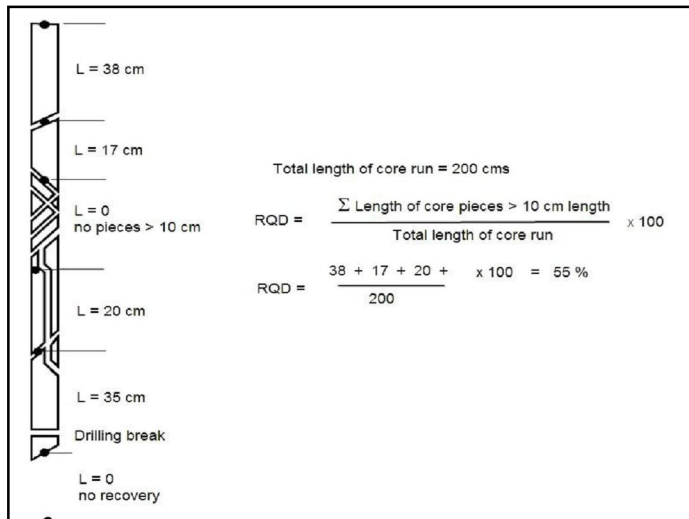 L = 38 cm
L = 17 cm
L = 0
no pieces > 10 cm
L = 20 cm
L = 35 cm
Drilling break
L = 0
no recovery
Total length of core run = 200 cms
RQD = Σ Length of core pieces > 10 cm length x 100
Total length of core run
RQD = 38 + 17 + 20 + x 100 = 55 %
200